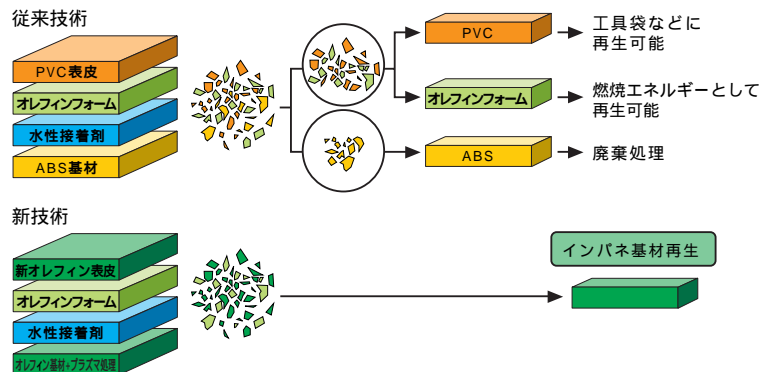 従来技術
PVC表皮
オレフィンフォーム
水性接着剤
ABS基材
PVC
工具袋などに
再生可能
オレフィンフォーム
燃焼エネルギーとして
再生可能
ABS
廃棄処理
新技術
新オレフィン表皮
オレフィンフォーム
水性接着剤
オレフィン基材+プラズマ処理
インパネ基材再生